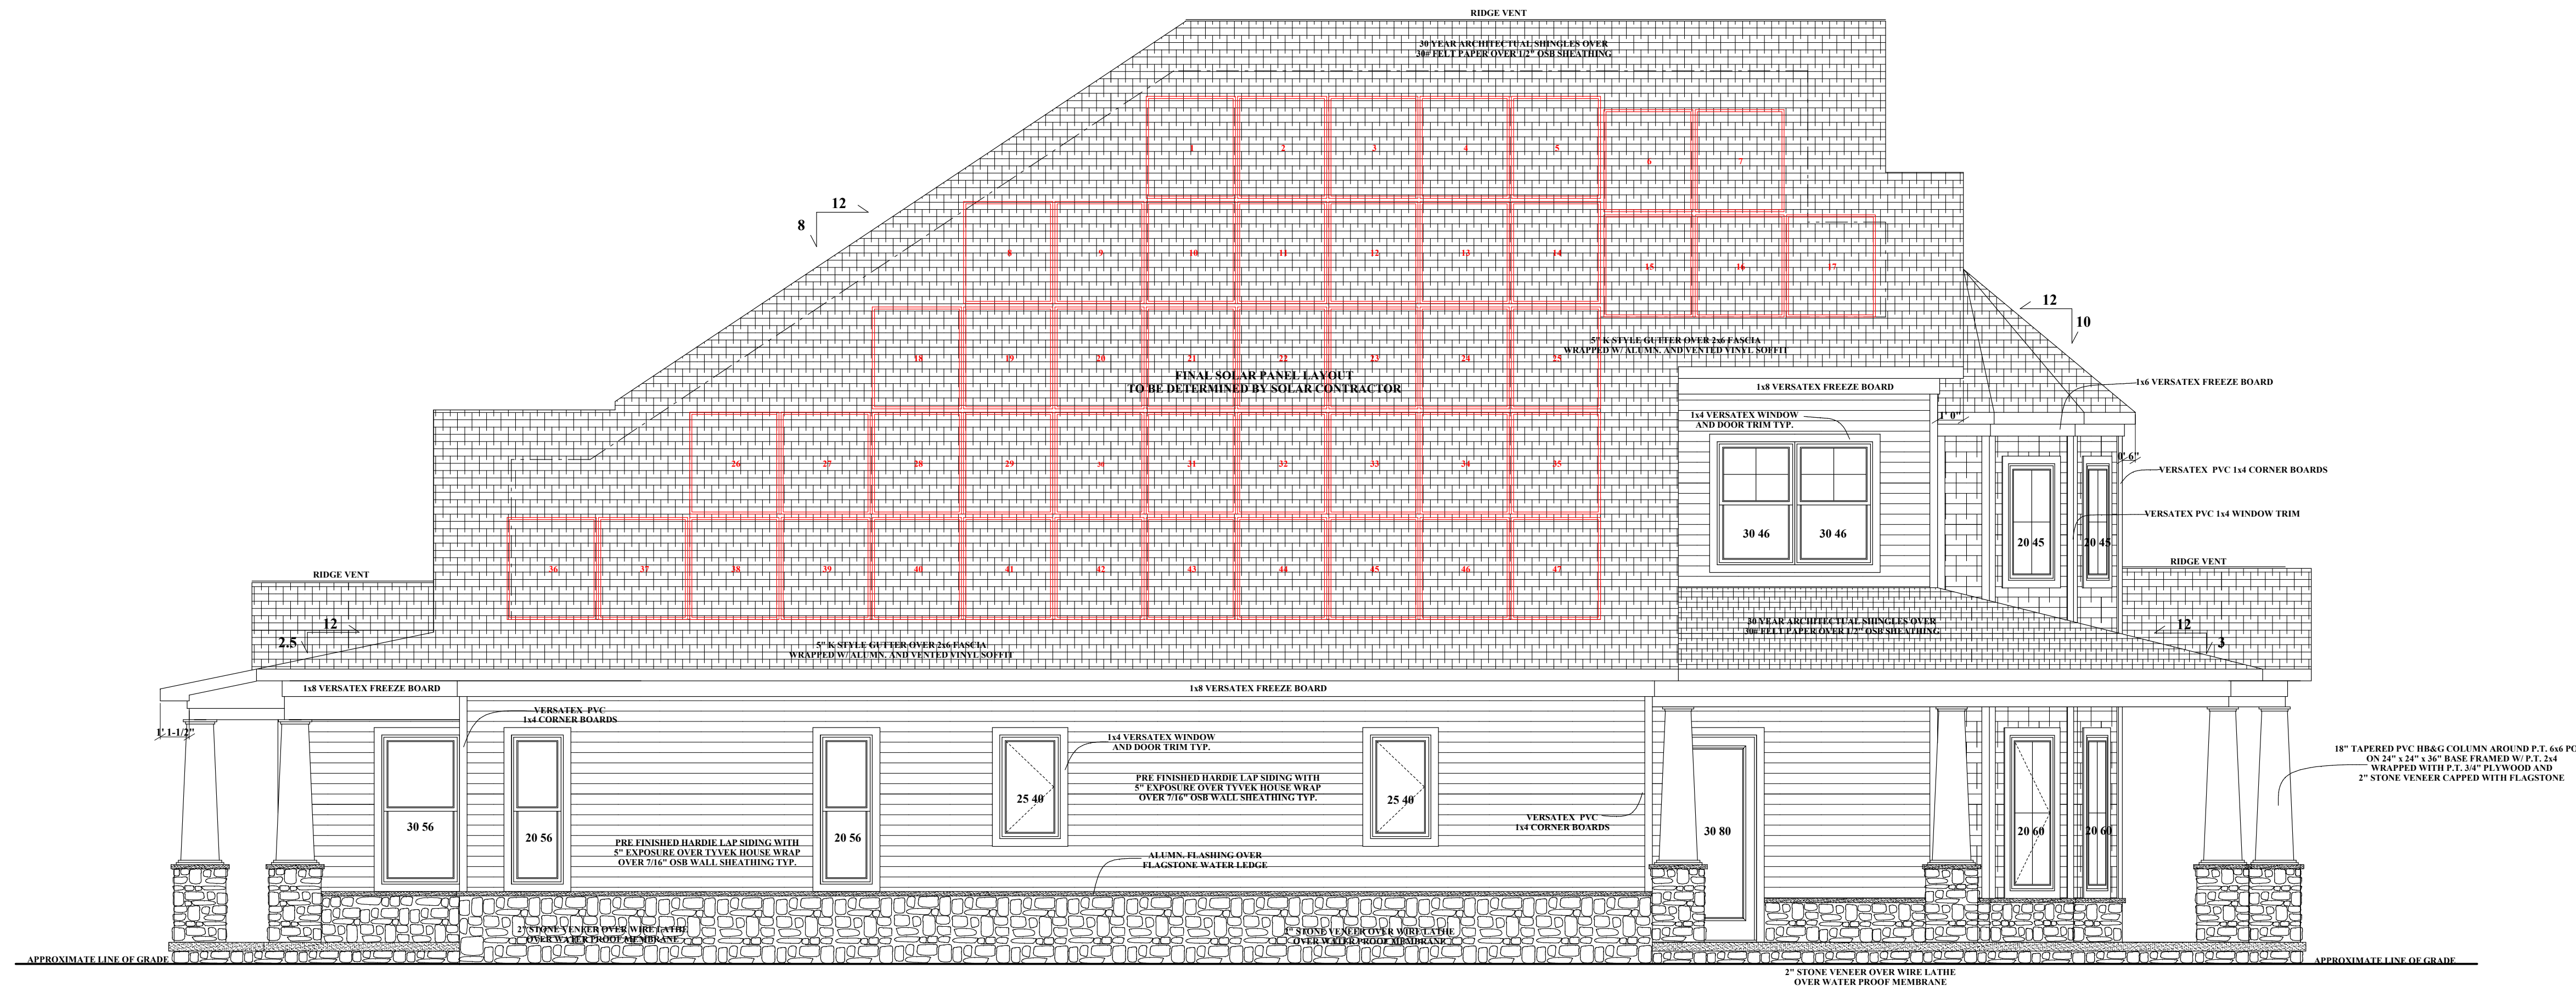 RIDGE VENT
30 YEAR ARCHITECTUAL SHINGLES OVER
30# FELT PAPER OVER 1/2" OSB SHEATHING
1
2
3
4
5
6
7
12
8
8
9
10
11
12
13
14
15
16
17
12
10
5" K STYLE GUTTER OVER 2x6 FASCIA
WRAPPED W/ ALUMN. AND VENTED VINYL SOFFIT
18
19
20
21
22
23
24
25
FINAL SOLAR PANEL LAYOUT
TO BE DETERMINED BY SOLAR CONTRACTOR
1x8 VERSATEX FREEZE BOARD
1x6 VERSATEX FREEZE BOARD
1x4 VERSATEX WINDOW
AND DOOR TRIM TYP.
1' 0"
26
27
28
29
30
31
32
33
34
35
0' 6"
VERSATEX PVC 1x4 CORNER BOARDS
VERSATEX PVC 1x4 WINDOW TRIM
30 46
30 46
20 45
20 45
RIDGE VENT
36
37
38
39
40
41
42
43
44
45
46
47
RIDGE VENT
12
2.5
30 YEAR ARCHITECTUAL SHINGLES OVER
30# FELT PAPER OVER 1/2" OSB SHEATHING
12
3
5" K STYLE GUTTER OVER 2x6 FASCIA
WRAPPED W/ ALUMN. AND VENTED VINYL SOFFIT
1x8 VERSATEX FREEZE BOARD
1x8 VERSATEX FREEZE BOARD
VERSATEX PVC
1x4 CORNER BOARDS
1' 1-1/2"
1x4 VERSATEX WINDOW
AND DOOR TRIM TYP.
18" TAPERED PVC HB&G COLUMN AROUND P.T. 6x6 PO
ON 24" x 24" x 36" BASE FRAMED W/ P.T. 2x4
WRAPPED WITH P.T. 3/4" PLYWOOD AND
2" STONE VENEER CAPPED WITH FLAGSTONE
PRE FINISHED HARDIE LAP SIDING WITH
5" EXPOSURE OVER TYVEK HOUSE WRAP
OVER 7/16" OSB WALL SHEATHING TYP.
25 40
25 40
VERSATEX PVC
1x4 CORNER BOARDS
30 56
20 56
20 56
30 80
20 60
20 60
PRE FINISHED HARDIE LAP SIDING WITH
5" EXPOSURE OVER TYVEK HOUSE WRAP
OVER 7/16" OSB WALL SHEATHING TYP.
ALUMN. FLASHING OVER
FLAGSTONE WATER LEDGE
2" STONE VENEER OVER WIRE LATHE
OVER WATER PROOF MEMBRANE
2" STONE VENEER OVER WIRE LATHE
OVER WATER PROOF MEMBRANE
APPROXIMATE LINE OF GRADE
APPROXIMATE LINE OF GRADE
2" STONE VENEER OVER WIRE LATHE
OVER WATER PROOF MEMBRANE